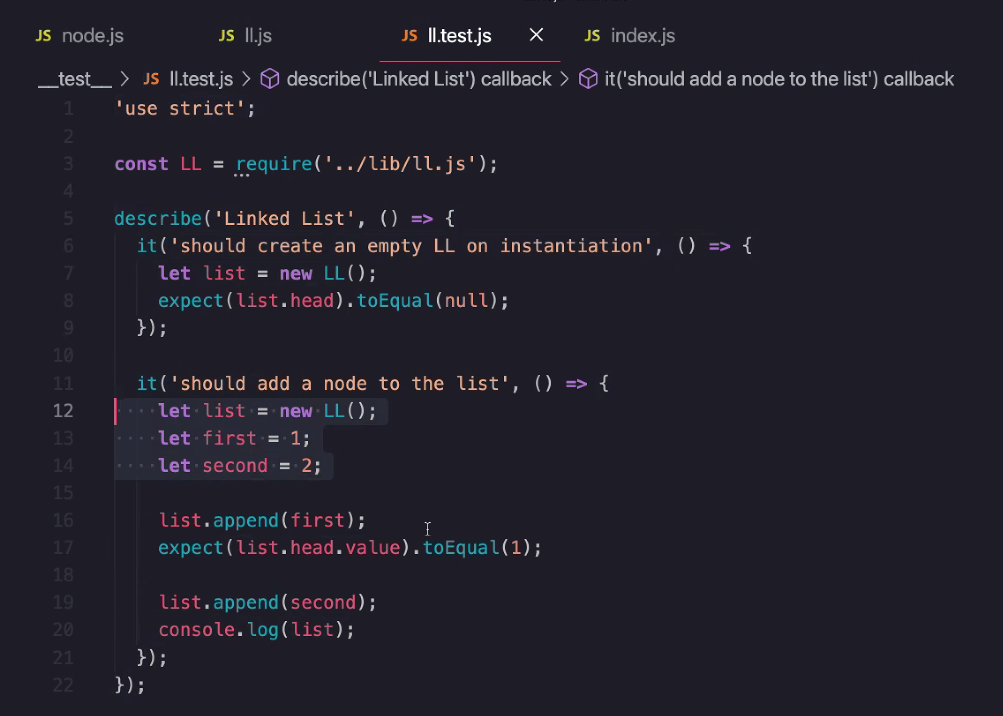 JS node.js JS ll.js JS ll.test.js JS index.js
__test__ > JS ll.test.js > describe('Linked List') callback > it('should add a node to the list') callback
1 'use strict';
2
3 const LL = require('../lib/ll.js');
4
5 describe('Linked List', () => {
6 it('should create an empty LL on instantiation', () => {
7 let list = new LL();
8 expect(list.head).toEqual(null);
9 });
10
11 it('should add a node to the list', () => {
12 let list = new LL();
13 let first = 1;
14 let second = 2;
15
16 list.append(first);
17 expect(list.head.value).toEqual(1);
18
19 list.append(second);
20 console.log(list);
21 });
22 });